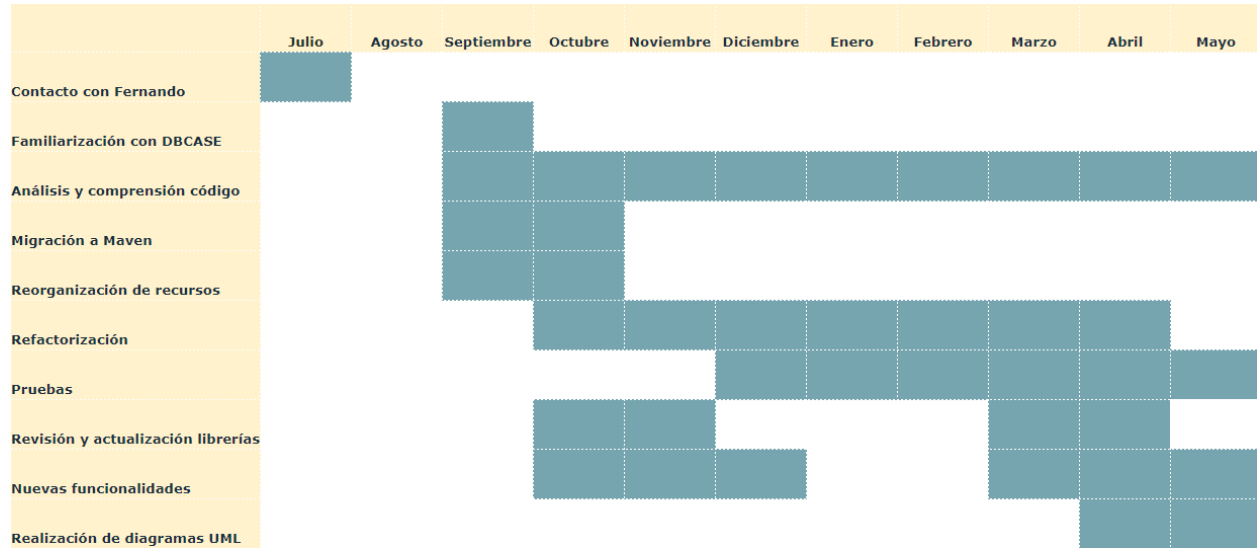 Julio Agosto Septiembre Octubre Noviembre Diciembre Enero Febrero Marzo Abril Mayo
Contacto con Fernando
Familiarización con DBCASE
Análisis y comprensión código
Migración a Maven
Reorganización de recursos
Refactorización
Pruebas
Revisión y actualización librerías
Nuevas funcionalidades
Realización de diagramas UML